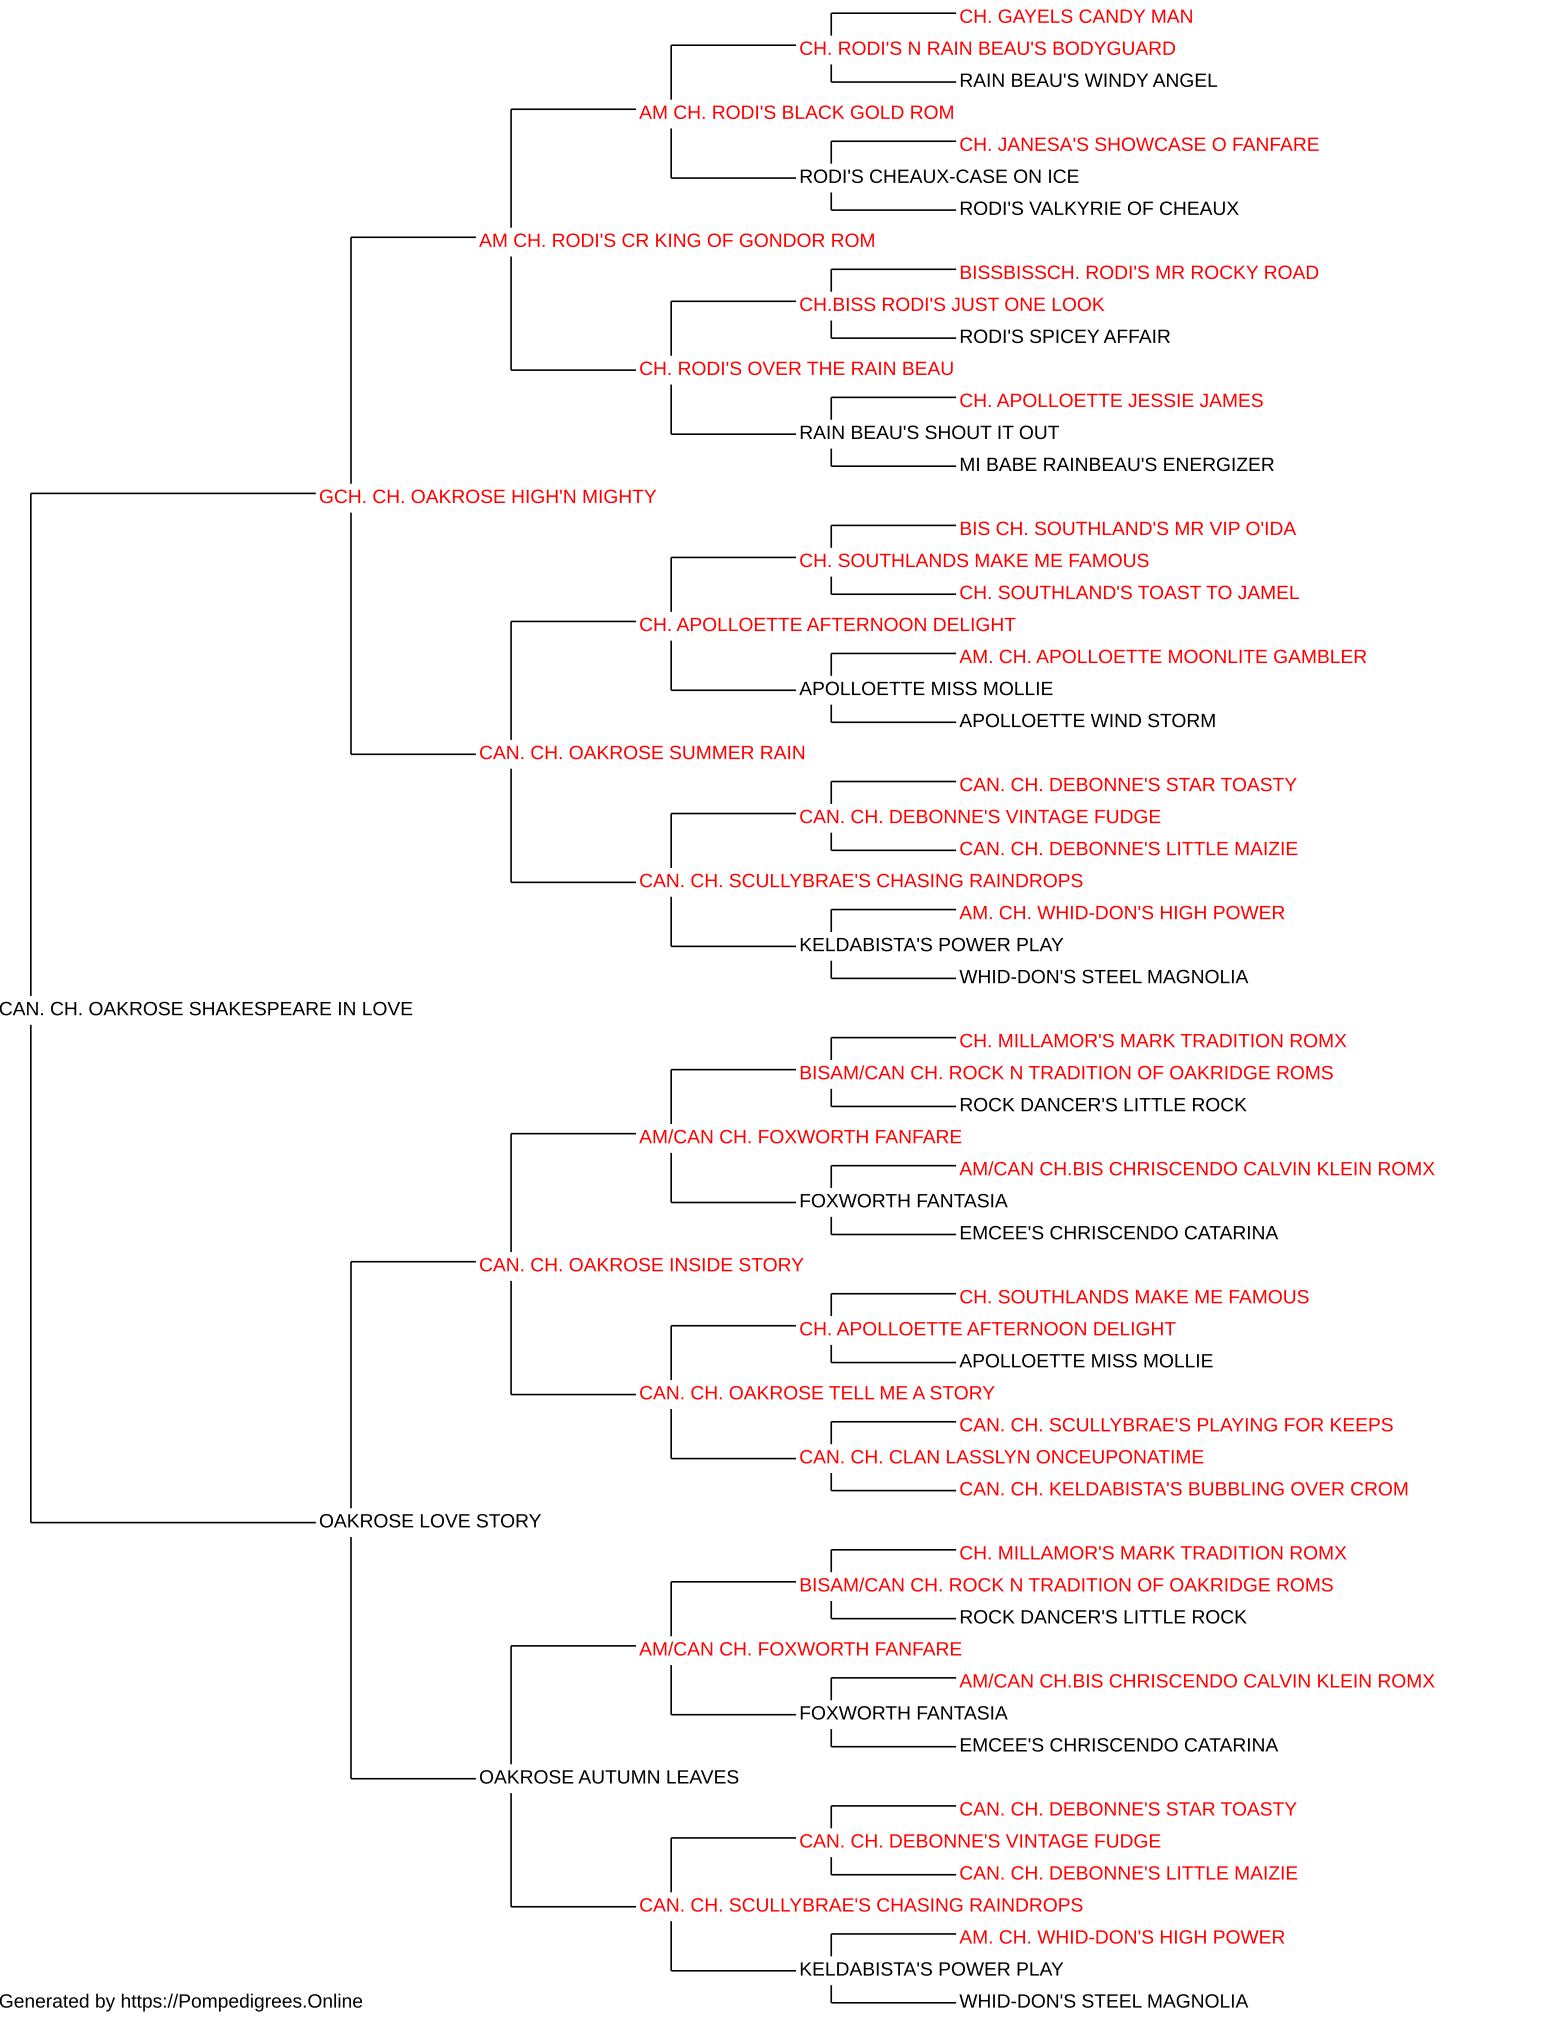 CH. GAYELS CANDY MAN
CH. RODI'S N RAIN BEAU'S BODYGUARD
RAIN BEAU'S WINDY ANGEL
AM CH. RODI'S BLACK GOLD ROM
CH. JANESA'S SHOWCASE O FANFARE
RODI'S CHEAUX-CASE ON ICE
RODI'S VALKYRIE OF CHEAUX
AM CH. RODI'S CR KING OF GONDOR ROM
BISSBISSCH. RODI'S MR ROCKY ROAD
CH.BISS RODI'S JUST ONE LOOK
RODI'S SPICEY AFFAIR
CH. RODI'S OVER THE RAIN BEAU
CH. APOLLOETTE JESSIE JAMES
RAIN BEAU'S SHOUT IT OUT
MI BABE RAINBEAU'S ENERGIZER
GCH. CH. OAKROSE HIGH'N MIGHTY
BIS CH. SOUTHLAND'S MR VIP O'IDA
CH. SOUTHLANDS MAKE ME FAMOUS
CH. SOUTHLAND'S TOAST TO JAMEL
CH. APOLLOETTE AFTERNOON DELIGHT
AM. CH. APOLLOETTE MOONLITE GAMBLER
APOLLOETTE MISS MOLLIE
APOLLOETTE WIND STORM
CAN. CH. OAKROSE SUMMER RAIN
CAN. CH. DEBONNE'S STAR TOASTY
CAN. CH. DEBONNE'S VINTAGE FUDGE
CAN. CH. DEBONNE'S LITTLE MAIZIE
CAN. CH. SCULLYBRAE'S CHASING RAINDROPS
AM. CH. WHID-DON'S HIGH POWER
KELDABISTA'S POWER PLAY
WHID-DON'S STEEL MAGNOLIA
CAN. CH. OAKROSE SHAKESPEARE IN LOVE
CH. MILLAMOR'S MARK TRADITION ROMX
BISAM/CAN CH. ROCK N TRADITION OF OAKRIDGE ROMS
ROCK DANCER'S LITTLE ROCK
AM/CAN CH. FOXWORTH FANFARE
AM/CAN CH.BIS CHRISCENDO CALVIN KLEIN ROMX
FOXWORTH FANTASIA
EMCEE'S CHRISCENDO CATARINA
CAN. CH. OAKROSE INSIDE STORY
CH. SOUTHLANDS MAKE ME FAMOUS
CH. APOLLOETTE AFTERNOON DELIGHT
APOLLOETTE MISS MOLLIE
CAN. CH. OAKROSE TELL ME A STORY
CAN. CH. SCULLYBRAE'S PLAYING FOR KEEPS
CAN. CH. CLAN LASSLYN ONCEUPONATIME
CAN. CH. KELDABISTA'S BUBBLING OVER CROM
OAKROSE LOVE STORY
CH. MILLAMOR'S MARK TRADITION ROMX
BISAM/CAN CH. ROCK N TRADITION OF OAKRIDGE ROMS
ROCK DANCER'S LITTLE ROCK
AM/CAN CH. FOXWORTH FANFARE
AM/CAN CH.BIS CHRISCENDO CALVIN KLEIN ROMX
FOXWORTH FANTASIA
EMCEE'S CHRISCENDO CATARINA
OAKROSE AUTUMN LEAVES
CAN. CH. DEBONNE'S STAR TOASTY
CAN. CH. DEBONNE'S VINTAGE FUDGE
CAN. CH. DEBONNE'S LITTLE MAIZIE
CAN. CH. SCULLYBRAE'S CHASING RAINDROPS
AM. CH. WHID-DON'S HIGH POWER
KELDABISTA'S POWER PLAY
WHID-DON'S STEEL MAGNOLIA
Generated by https://Pompedigrees.Online